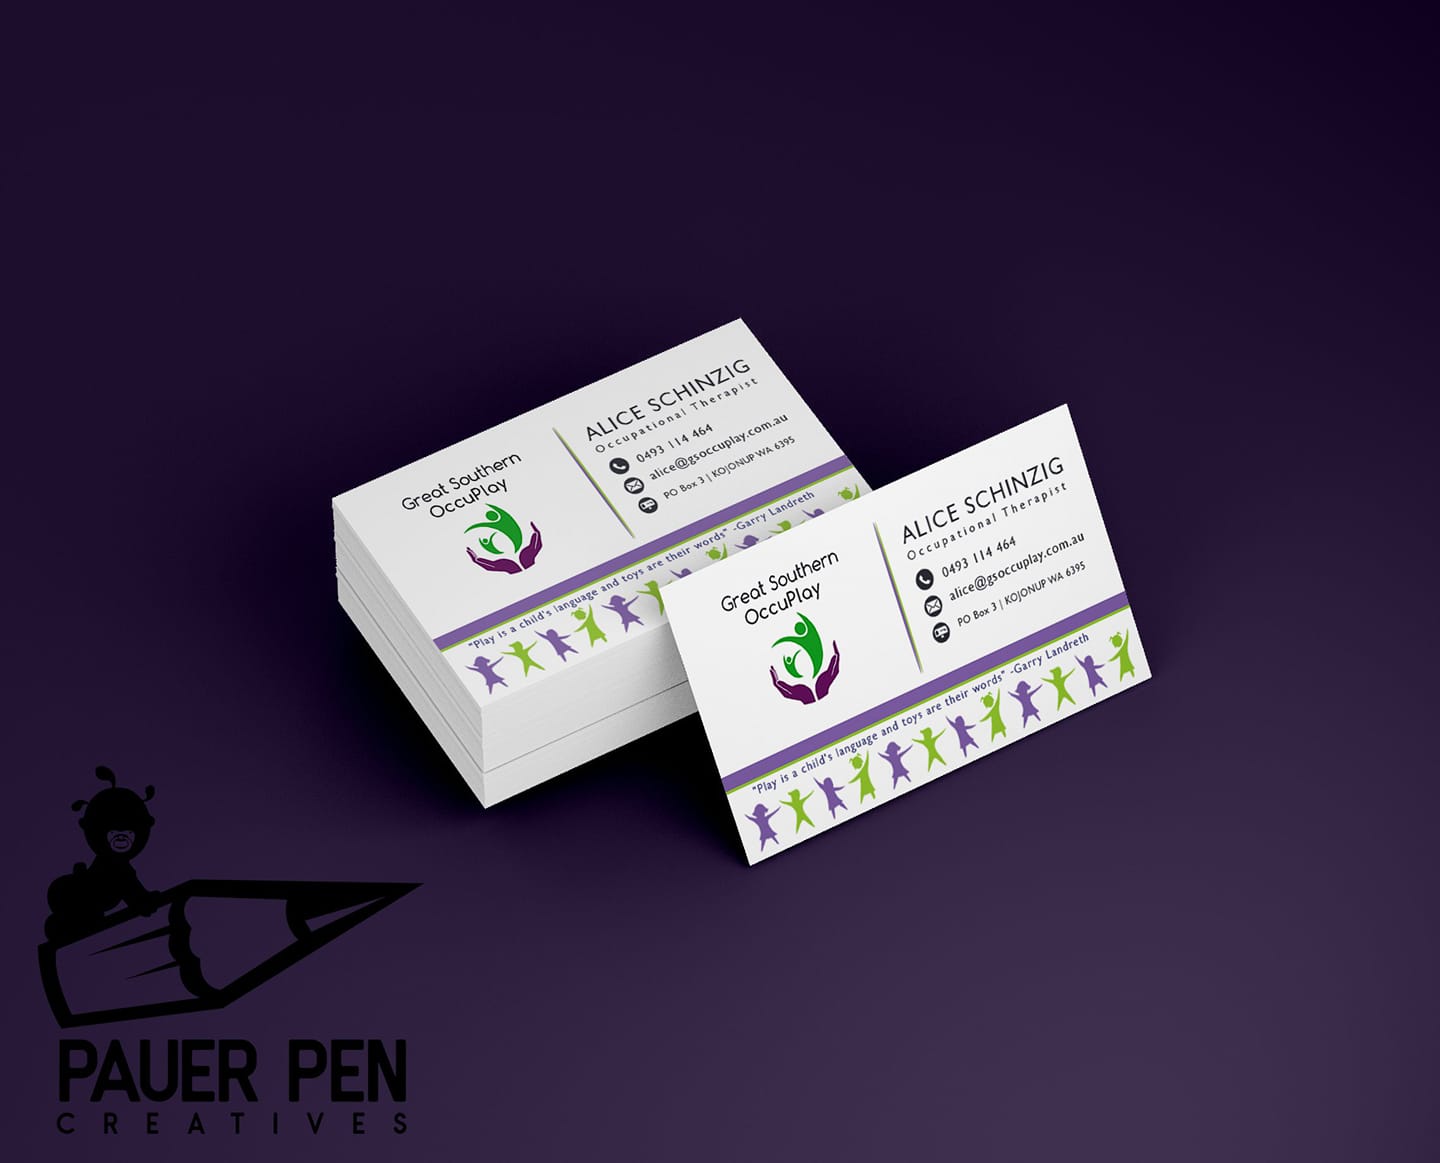 Great Southern
OccuPlay
ALICE SCHINZIG
Occupational Therapist
0493 114 464
alice@gsoccuplay.com.au
PO Box 3 | KOJONUP WA 6395
"Play is a child's language and toys are their words" -Garry Landreth
Great Southern
OccuPlay
ALICE SCHINZIG
Occupational Therapist
0493 114 464
alice@gsoccuplay.com.au
PO Box 3 | KOJONUP WA 6395
"Play is a child's language and toys are their words" -Garry Landreth
PAUER PEN
CREATIVES